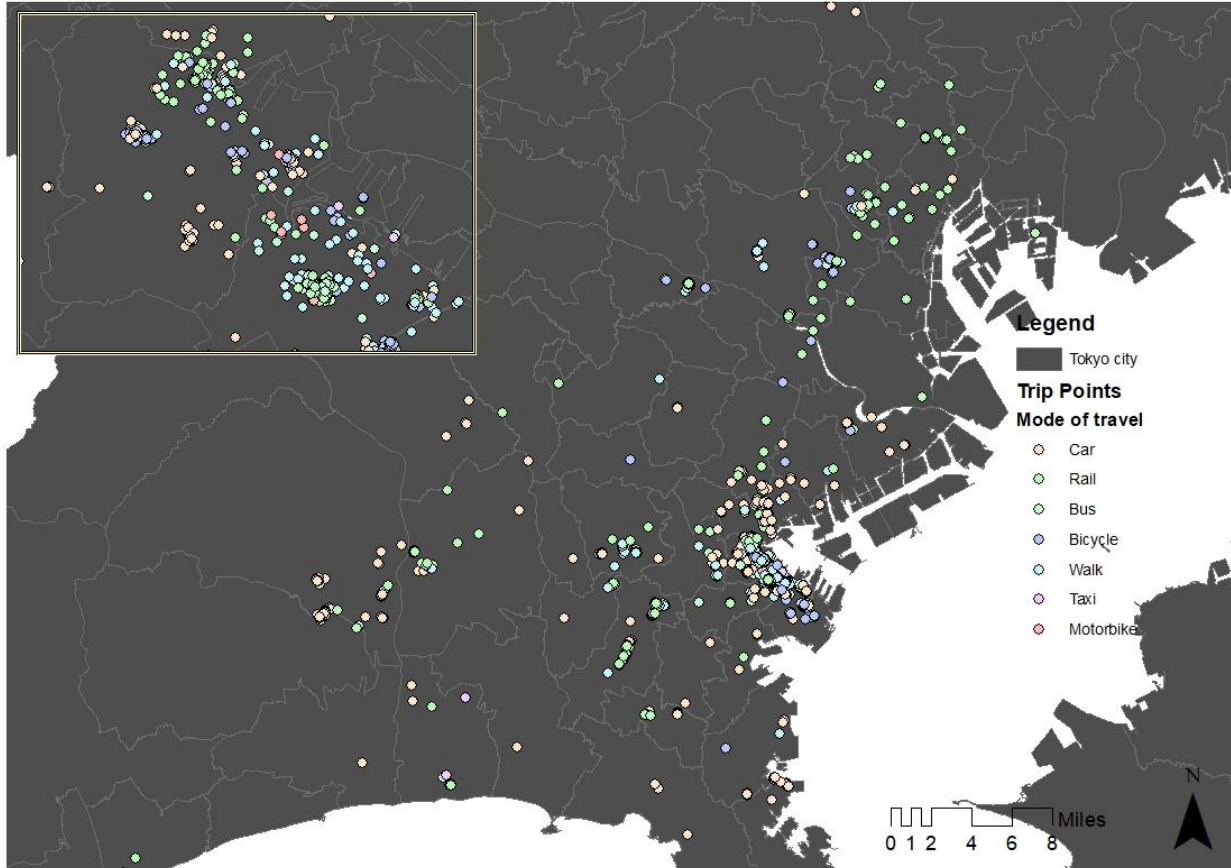 Legend
Tokyo city
Trip Points
Mode of travel
Car
Rail
Bus
Bicycle
Walk
Taxi
Motorbike
N
Miles
0 1 2 4 6 8